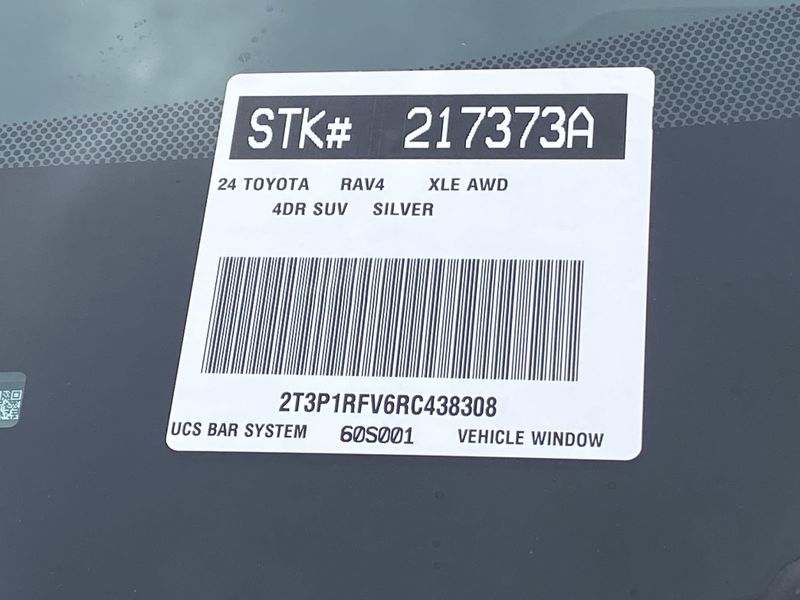 STK# 217373A
24 TOYOTA RAV4 XLE AWD
4DR SUV SILVER
2T3P1RFV6RC438308
UCS BAR SYSTEM 60S001 VEHICLE WINDOW